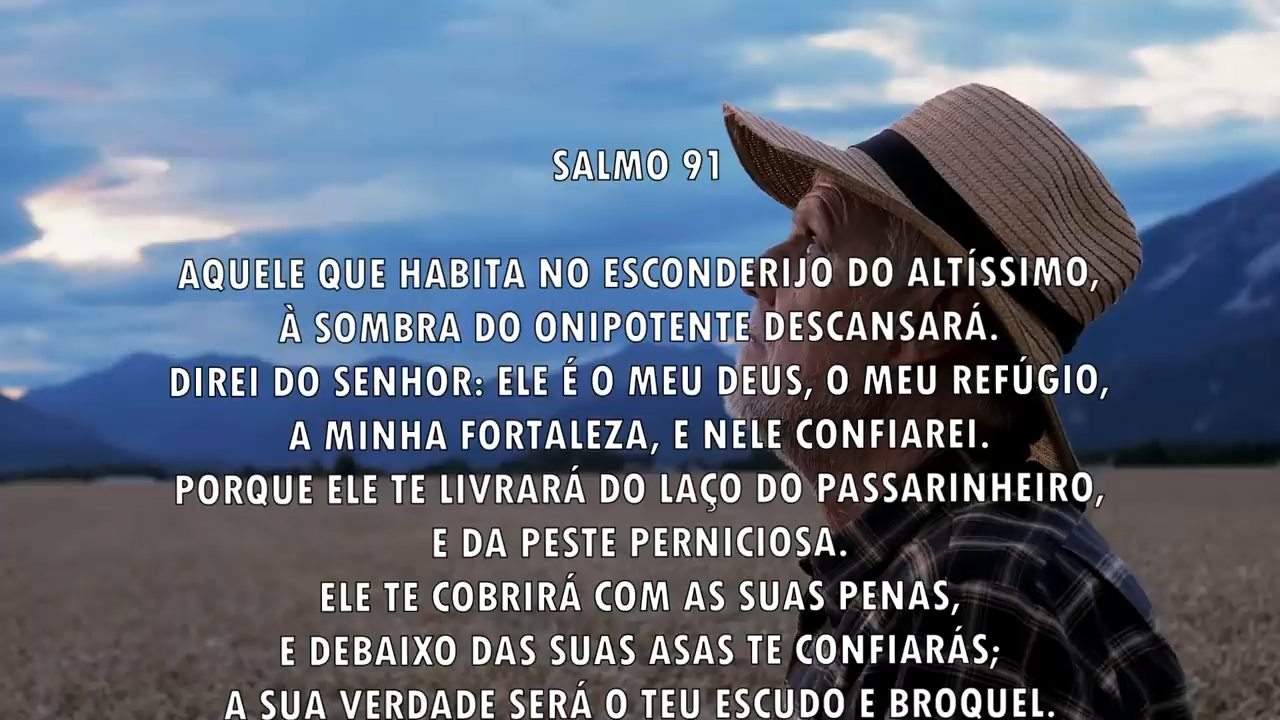 SALMO 91
AQUELE QUE HABITA NO ESCONDERIJO DO ALTÍSSIMO,
À SOMBRA DO ONIPOTENTE DESCANSARÁ.
DIREI DO SENHOR: ELE É O MEU DEUS, O MEU REFÚGIO,
A MINHA FORTALEZA, E NELE CONFIAREI.
PORQUE ELE TE LIVRARÁ DO LAÇO DO PASSARINHEIRO,
E DA PESTE PERNICIOSA.
ELE TE COBRIRÁ COM AS SUAS PENAS,
E DEBAIXO DAS SUAS ASAS TE CONFIARÁS;
A SUA VERDADE SERÁ O TEU ESCUDO E BROQUEL.